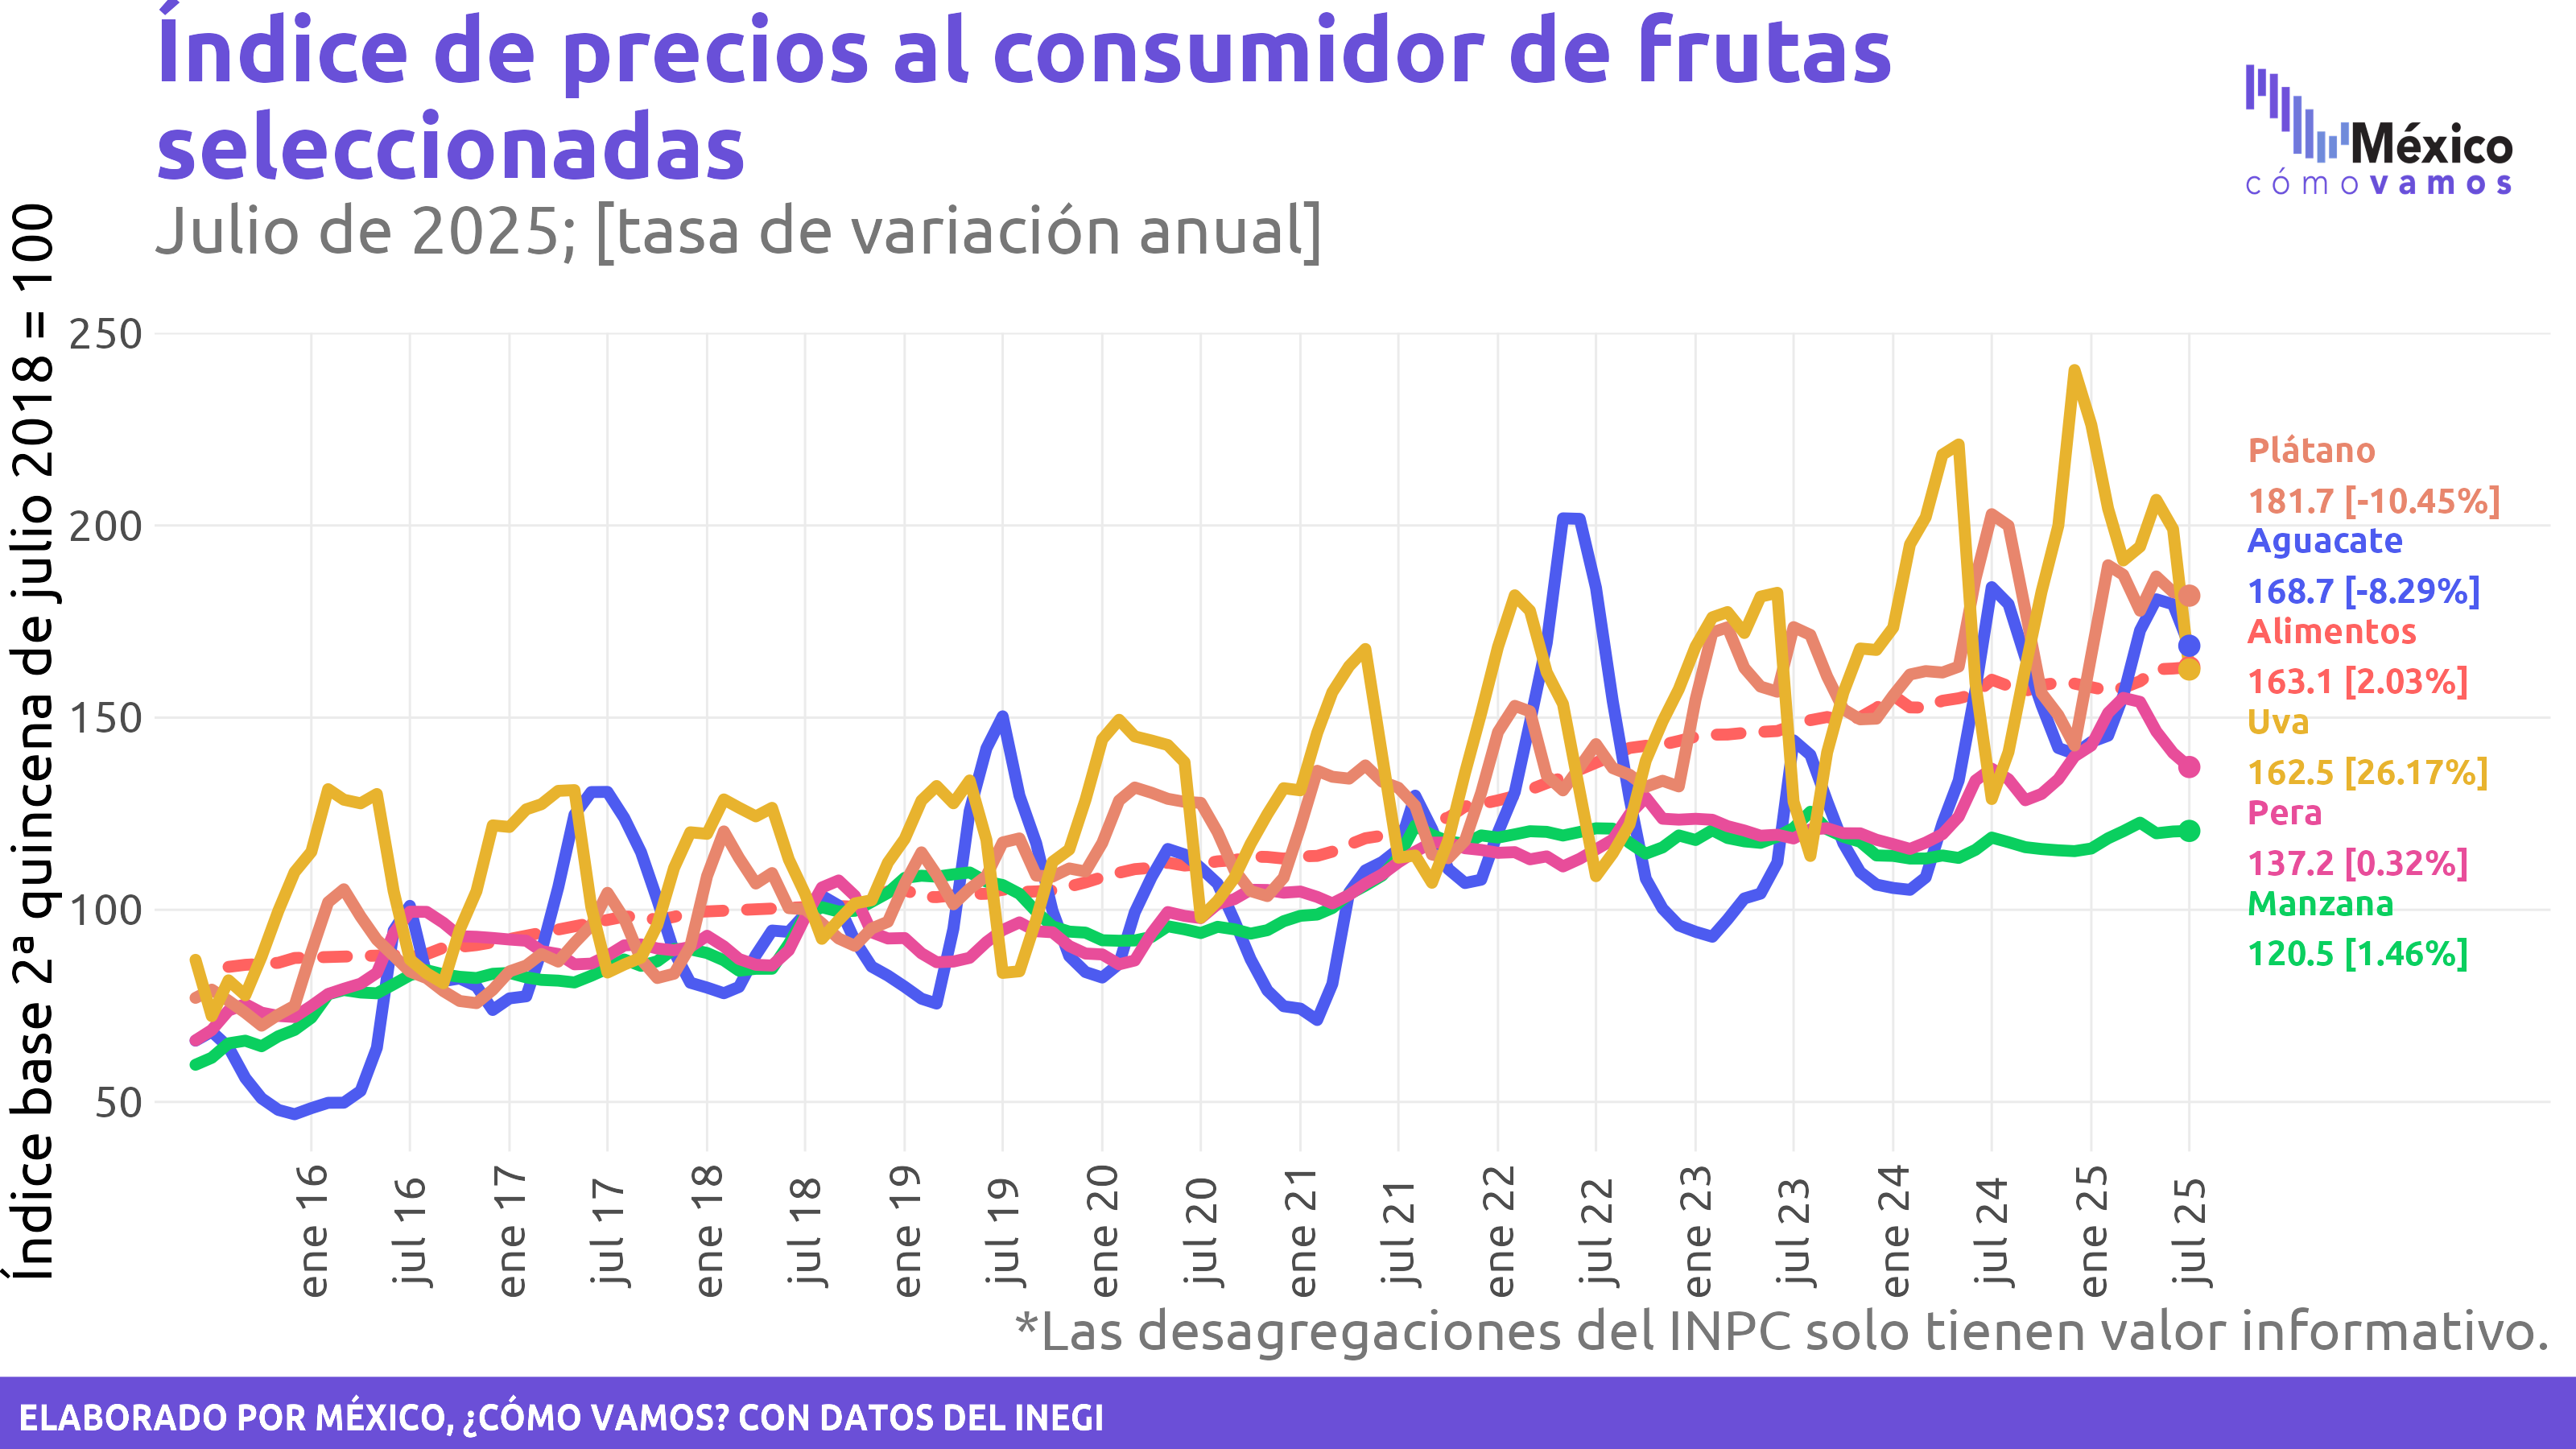 Índice de precios al consumidor de frutas
seleccionadas
Julio de 2025; [tasa de variación anual]
México
cómovamos
Índice base 2ª quincena de julio 2018 = 100
250
200
150
100
50
Plátano
181.7 [-10.45%]
Aguacate
168.7 [-8.29%]
Alimentos
163.1 [2.03%]
Uva
162.5 [26.17%]
Pera
137.2 [0.32%]
Manzana
120.5 [1.46%]
ene 16
jul 16
ene 17
jul 17
ene 18
jul 18
ene 19
jul 19
ene 20
jul 20
ene 21
jul 21
ene 22
jul 22
ene 23
jul 23
ene 24
jul 24
ene 25
jul 25
*Las desagregaciones del INPC solo tienen valor informativo.
ELABORADO POR MÉXICO, ¿CÓMO VAMOS? CON DATOS DEL INEGI